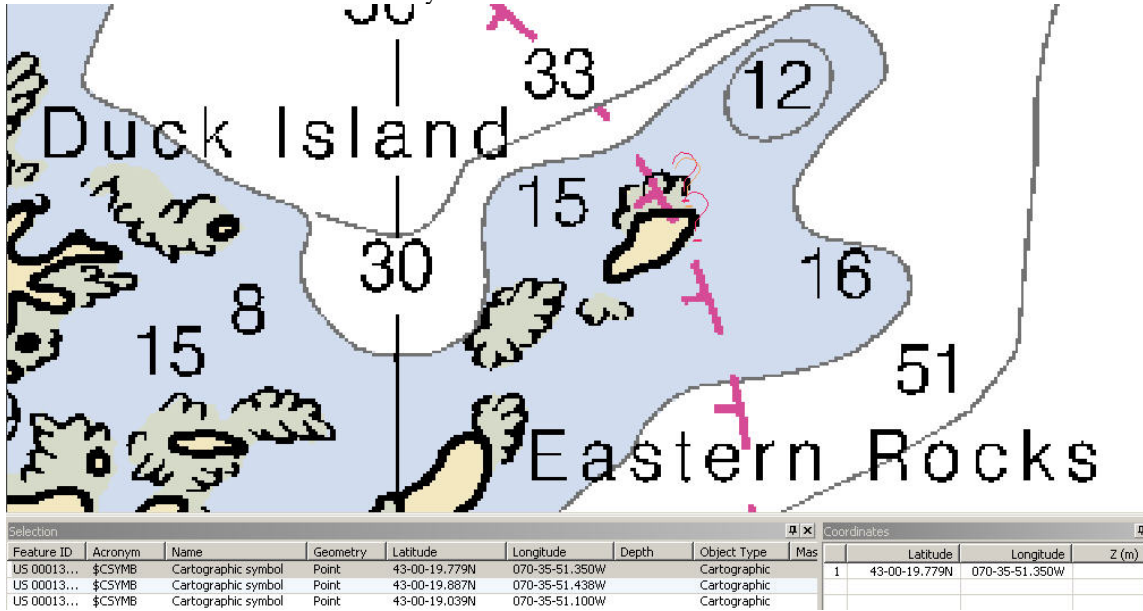 33
12
Duck Island
15
30
16
8
15
51
Eastern Rocks
Selection
Coordinates
Feature ID Acronym Name Geometry Latitude Longitude Depth Object Type Mas
Latitude Longitude Z (m)
US 00013... $CSYMB Cartographic symbol Point 43-00-19.779N 070-35-51.350W Cartographic
1 43-00-19.779N 070-35-51.350W
US 00013... $CSYMB Cartographic symbol Point 43-00-19.887N 070-35-51.438W Cartographic
US 00013... $CSYMB Cartographic symbol Point 43-00-19.039N 070-35-51.100W Cartographic